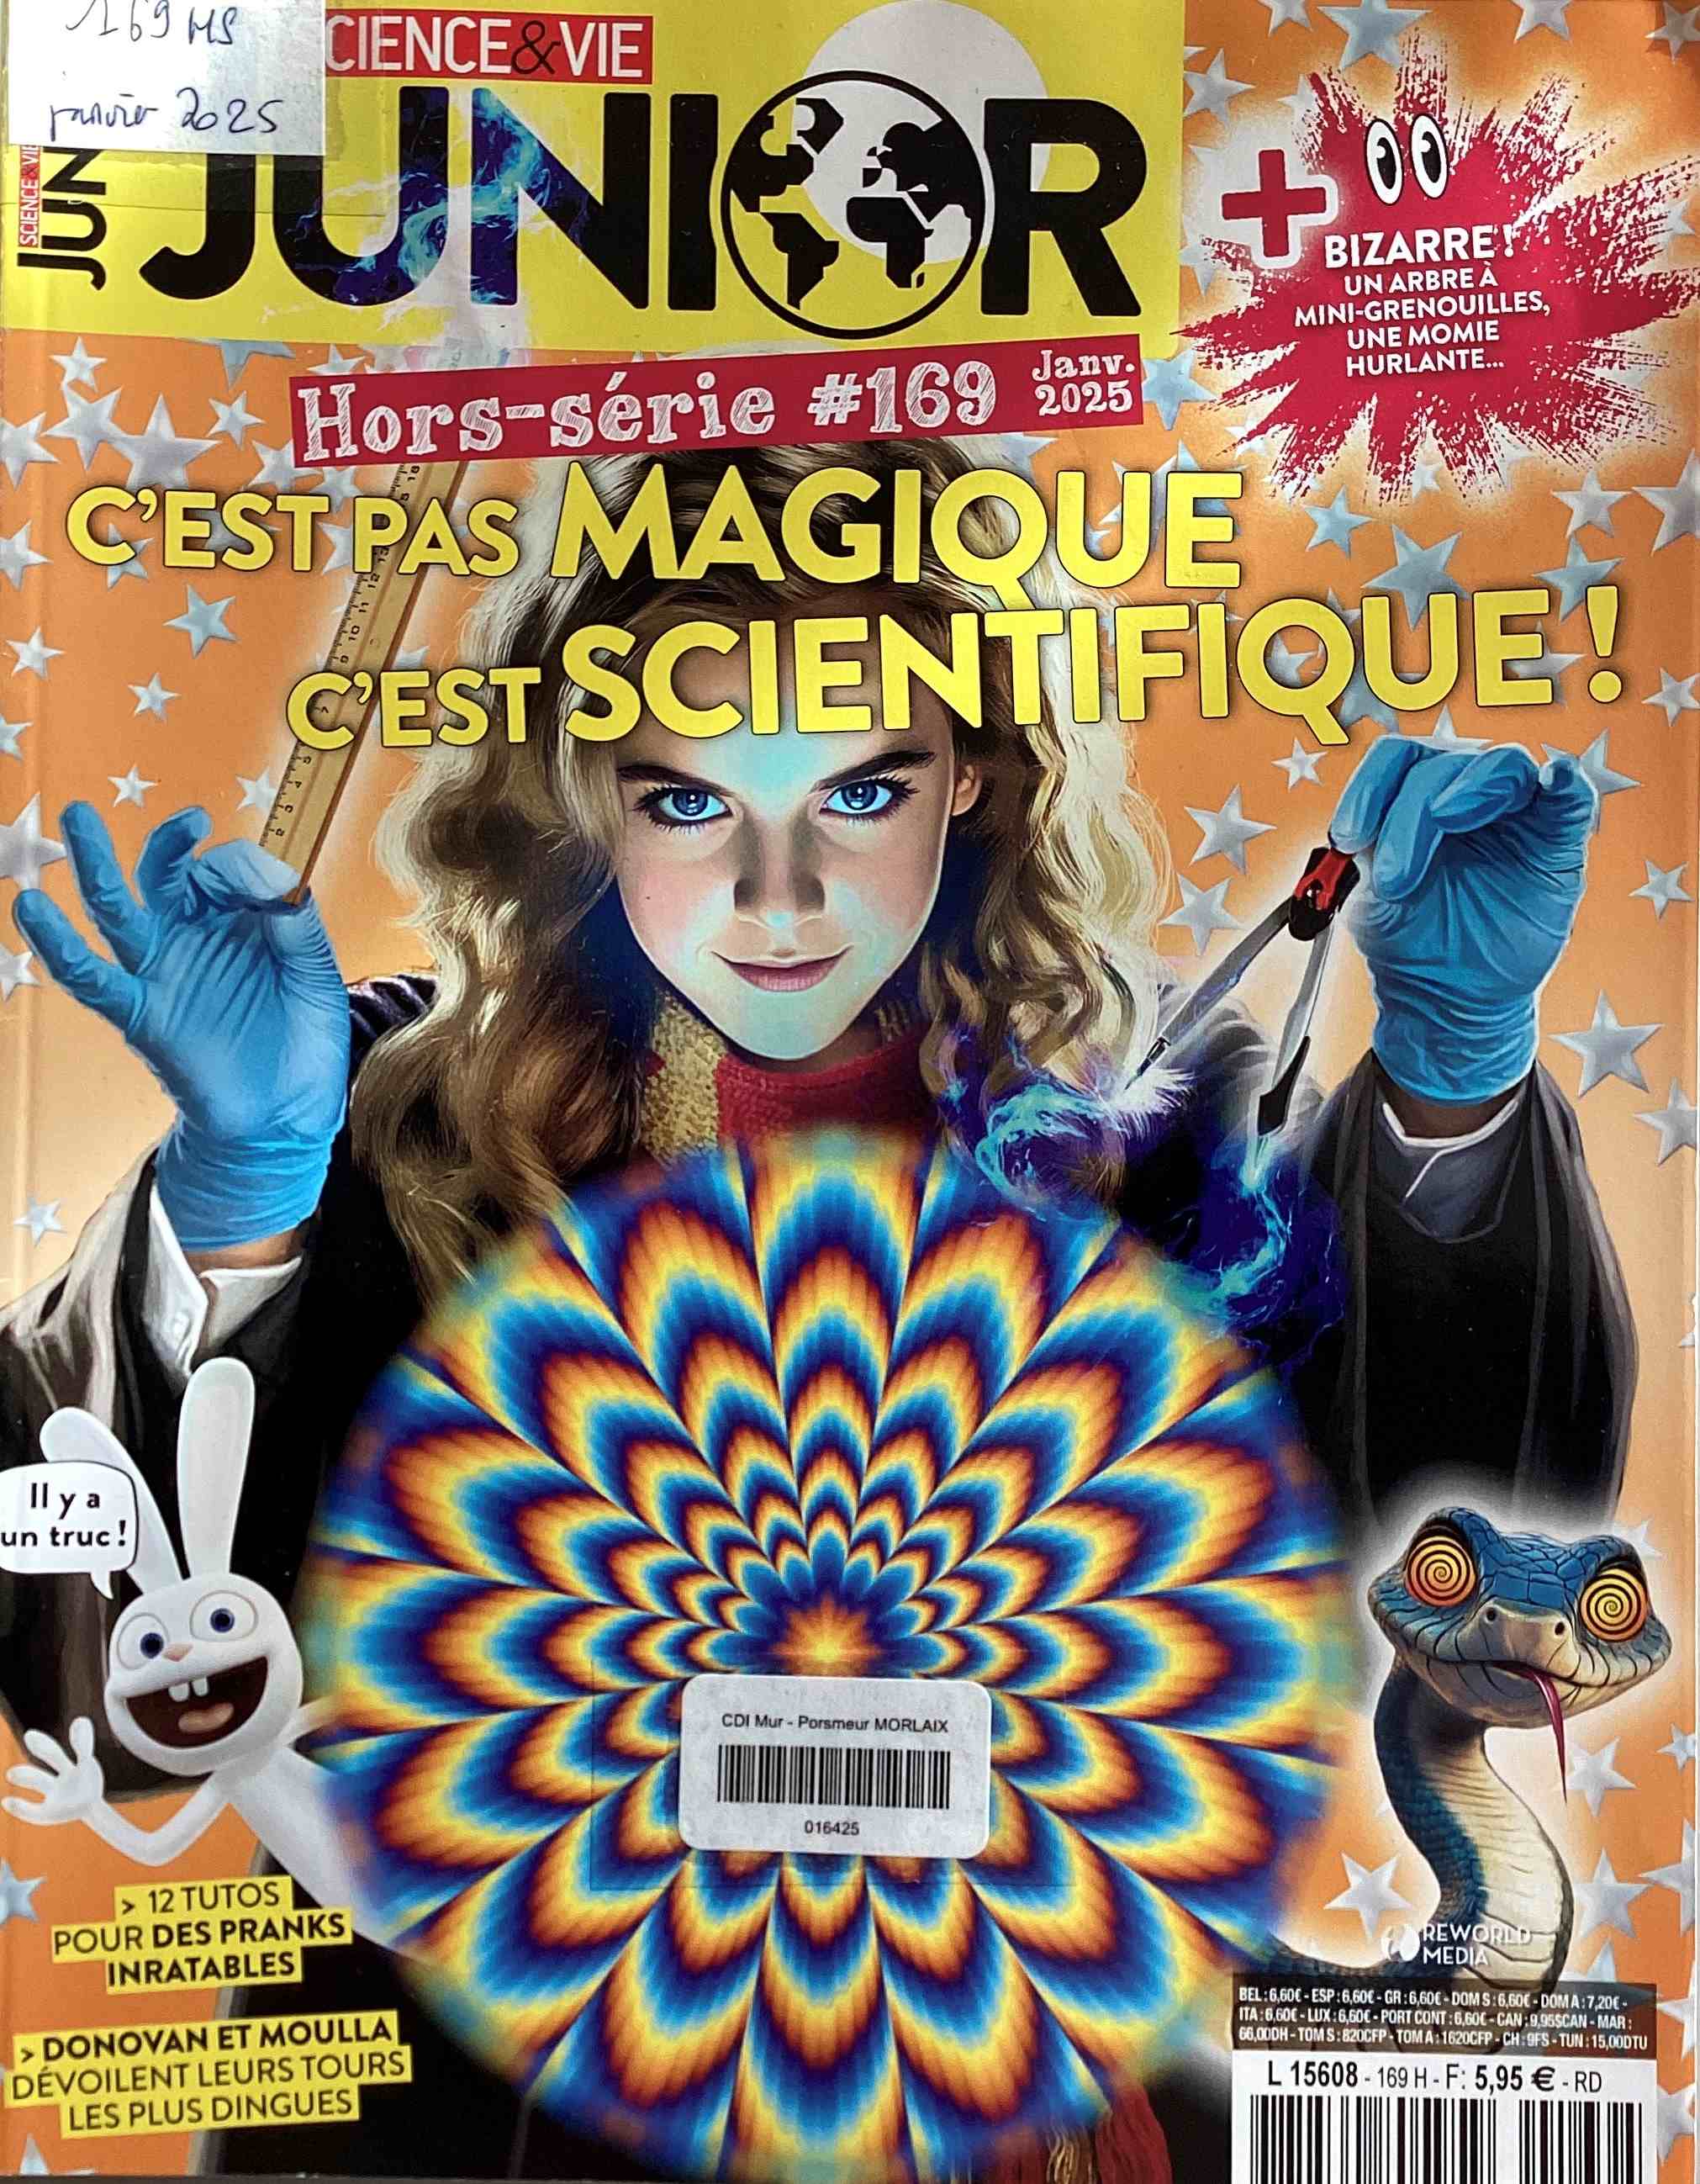 169 HS
janvier 2025
CIENCE&VIE
JUNIOR
SCIENCE&VIE
JUN
+
BIZARRE !
UN ARBRE À
MINI-GRENOUILLES,
UNE MOMIE
HURLANTE...
Hors-série #169
Janv.
2025
C'EST PAS MAGIQUE
C'EST SCIENTIFIQUE !
Il y a
un truc !
CDI Mur - Porsmeur MORLAIX
016425
> 12 TUTOS
POUR DES PRANKS
INRATABLES
> DONOVAN ET MOULLA
DÉVOILENT LEURS TOURS
LES PLUS DINGUES
REWORLD
MEDIA
BEL : 6,60€ - ESP : 6,60€ - GR : 6,60€ - DOM S : 6,60€ - DOM A : 7,20€ -
ITA : 6,60€ - LUX : 6,60€ - PORT CONT : 6,60€ - CAN : 9,95$CAN - MAR :
66,00DH - TOM S : 820CFP - TOM A : 1620CFP - CH : 9FS - TUN : 15,00DTU
L 15608 - 169 H - F: 5,95 € - RD